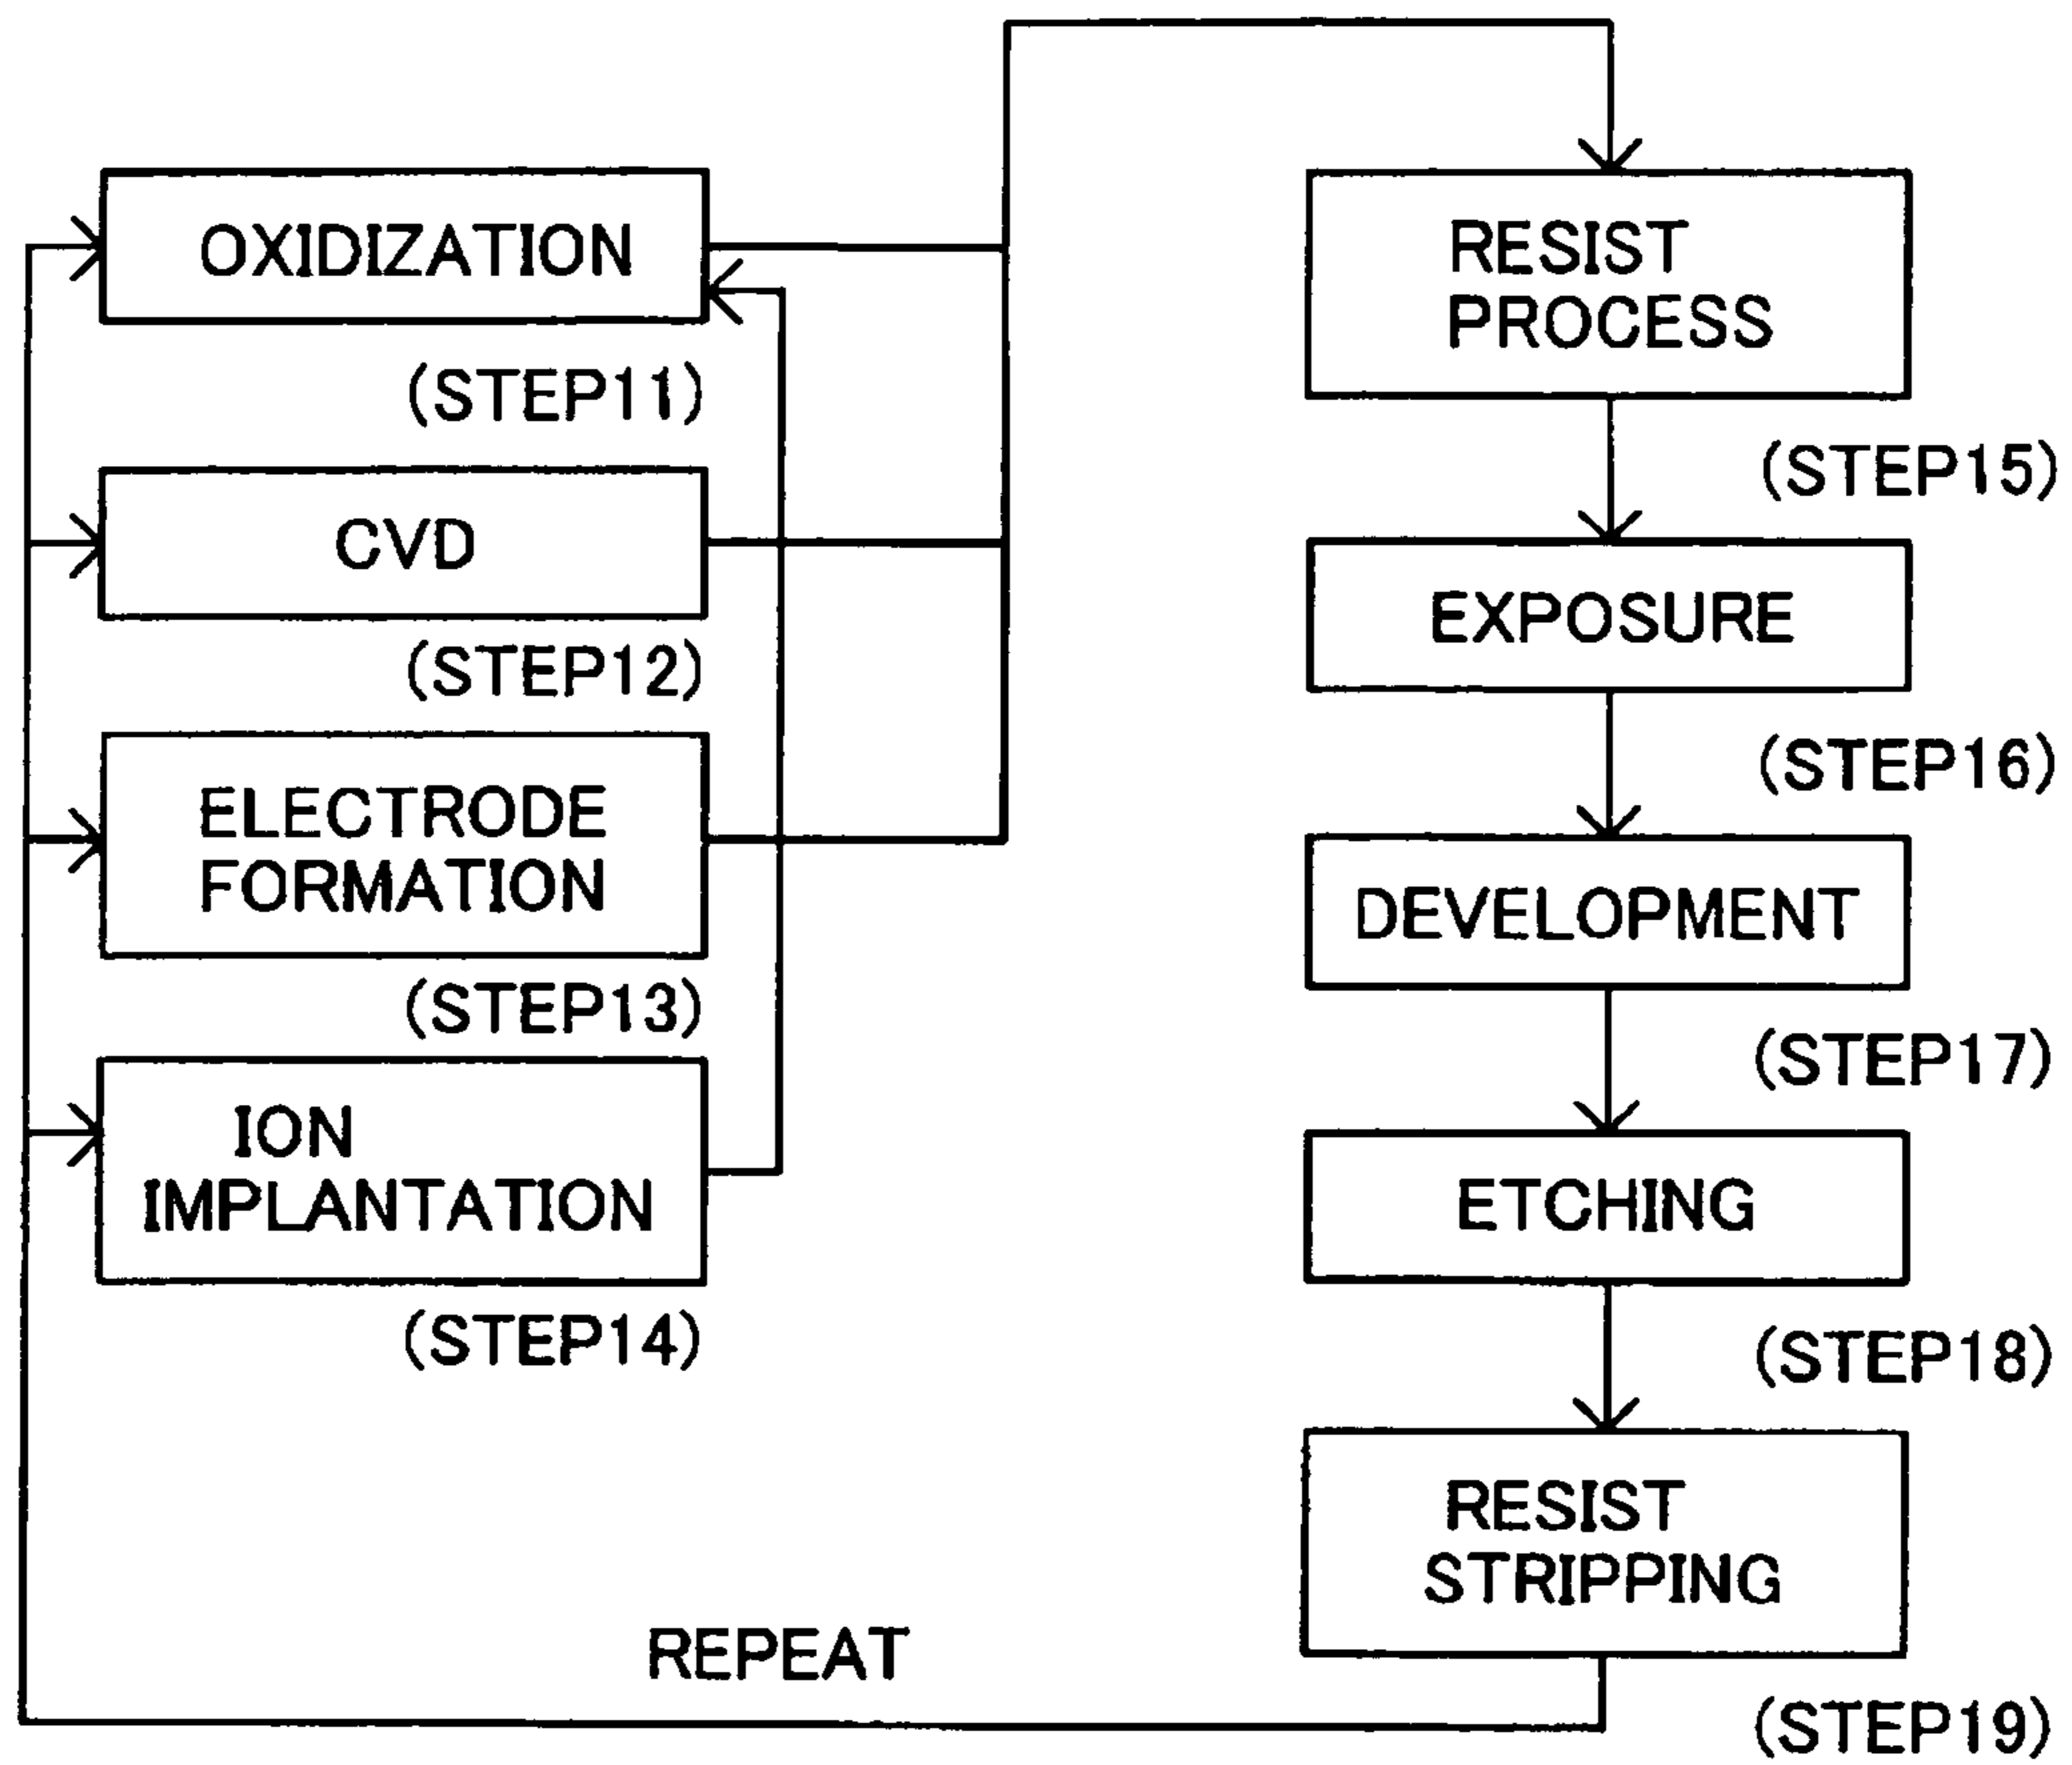 OXIDIZATION
(STEP11)
CVD
(STEP12)
ELECTRODE
FORMATION
(STEP13)
ION
IMPLANTATION
(STEP14)
RESIST
PROCESS
(STEP15)
EXPOSURE
(STEP16)
DEVELOPMENT
(STEP17)
ETCHING
(STEP18)
RESIST
STRIPPING
(STEP19)
REPEAT